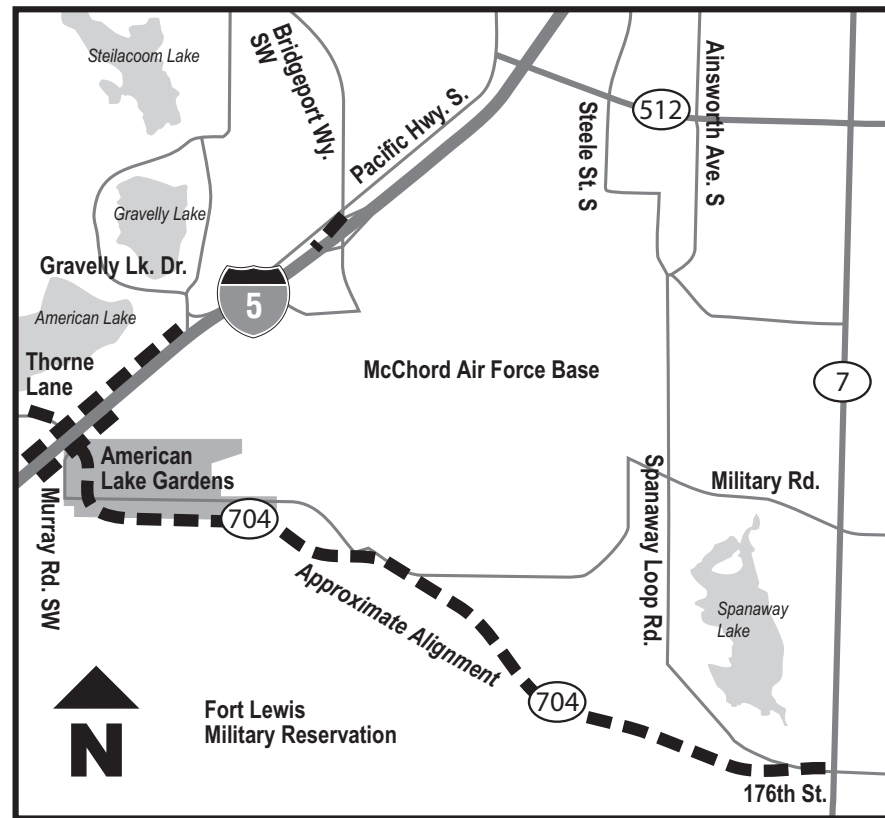 Steilacoom Lake
Bridgeport Wy.
SW
Pacific Hwy. S.
Steele St. S
512
Ainsworth Ave. S
Gravelly Lake
Gravelly Lk. Dr.
5
American Lake
Thorne
Lane
McChord Air Force Base
7
American
Lake Gardens
Murray Rd. SW
704
Spanaway Loop Rd.
Military Rd.
Approximate Alignment
Spanaway
Lake
704
Fort Lewis
Military Reservation
N
176th St.